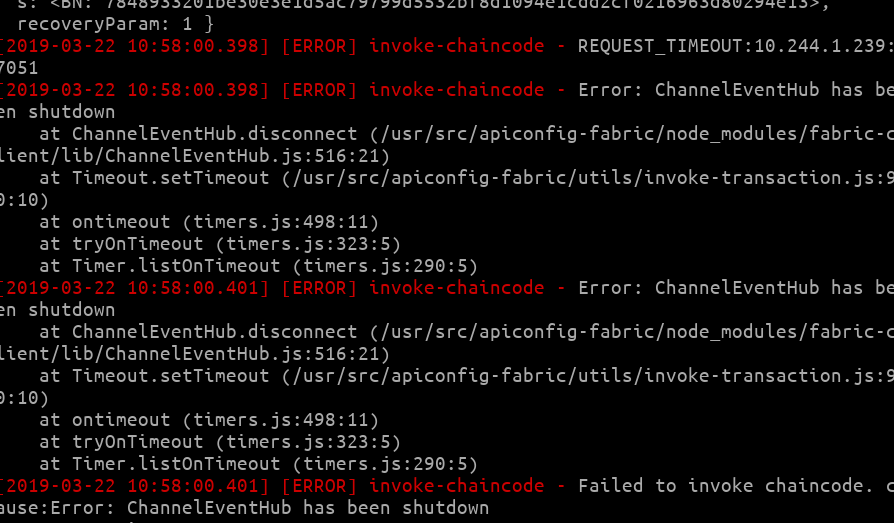 s: <BN: 7848933201be30e3e1d5ac79799d5532bf8d1094e1cdd2cf0216963d80294e13>,
recoveryParam: 1 }
[2019-03-22 10:58:00.398] [ERROR] invoke-chaincode - REQUEST_TIMEOUT:10.244.1.239:
7051
[2019-03-22 10:58:00.398] [ERROR] invoke-chaincode - Error: ChannelEventHub has be
en shutdown
at ChannelEventHub.disconnect (/usr/src/apiconfig-fabric/node_modules/fabric-c
lient/lib/ChannelEventHub.js:516:21)
at Timeout.setTimeout (/usr/src/apiconfig-fabric/utils/invoke-transaction.js:9
0:10)
at ontimeout (timers.js:498:11)
at tryOnTimeout (timers.js:323:5)
at Timer.listOnTimeout (timers.js:290:5)
[2019-03-22 10:58:00.401] [ERROR] invoke-chaincode - Error: ChannelEventHub has be
en shutdown
at ChannelEventHub.disconnect (/usr/src/apiconfig-fabric/node_modules/fabric-c
lient/lib/ChannelEventHub.js:516:21)
at Timeout.setTimeout (/usr/src/apiconfig-fabric/utils/invoke-transaction.js:9
0:10)
at ontimeout (timers.js:498:11)
at tryOnTimeout (timers.js:323:5)
at Timer.listOnTimeout (timers.js:290:5)
[2019-03-22 10:58:00.401] [ERROR] invoke-chaincode - Failed to invoke chaincode. c
ause:Error: ChannelEventHub has been shutdown